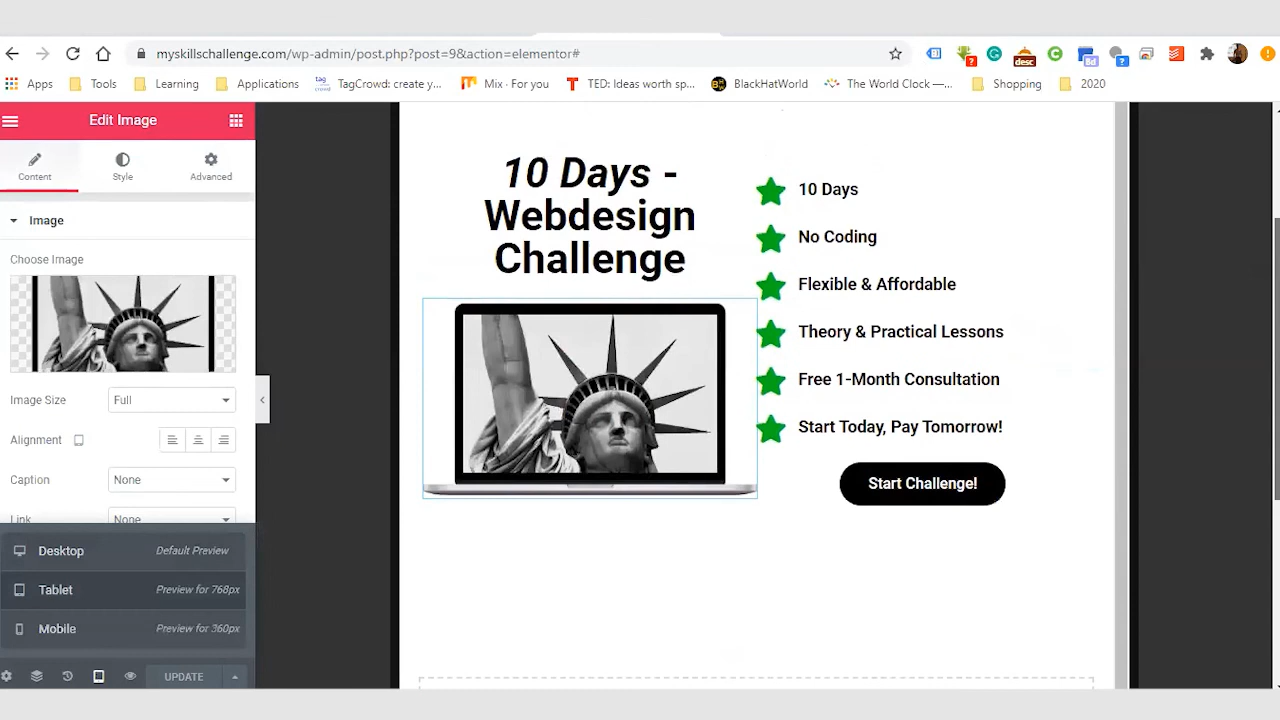 myskillschallenge.com/wp-admin/post.php?post=9&action=elementor#
desc
Bd
Apps
Tools
Learning
Applications
tag
crowd
TagCrowd: create y...
Mix · For you
TED: Ideas worth sp...
BlackHatWorld
The World Clock —...
Shopping
2020
Edit Image
Content
Style
Advanced
Image
Choose Image
Image Size
Full
Alignment
Caption
None
Link
None
Desktop
Default Preview
Tablet
Preview for 768px
Mobile
Preview for 360px
UPDATE
10 Days -
Webdesign
Challenge
10 Days
No Coding
Flexible & Affordable
Theory & Practical Lessons
Free 1-Month Consultation
Start Today, Pay Tomorrow!
Start Challenge!